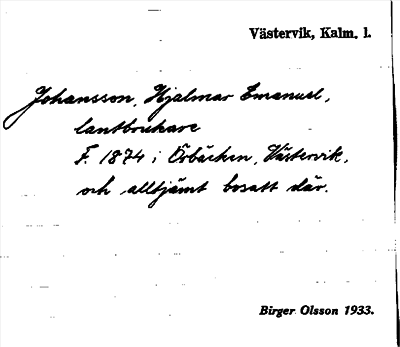 Västervik, Kalm. l.
Johansson, Hjalmar Emanuel,
lantbrukare
F. 1874 i Örbäcken, Västervik,
och alltjämt bosatt där.
Birger Olsson 1933.